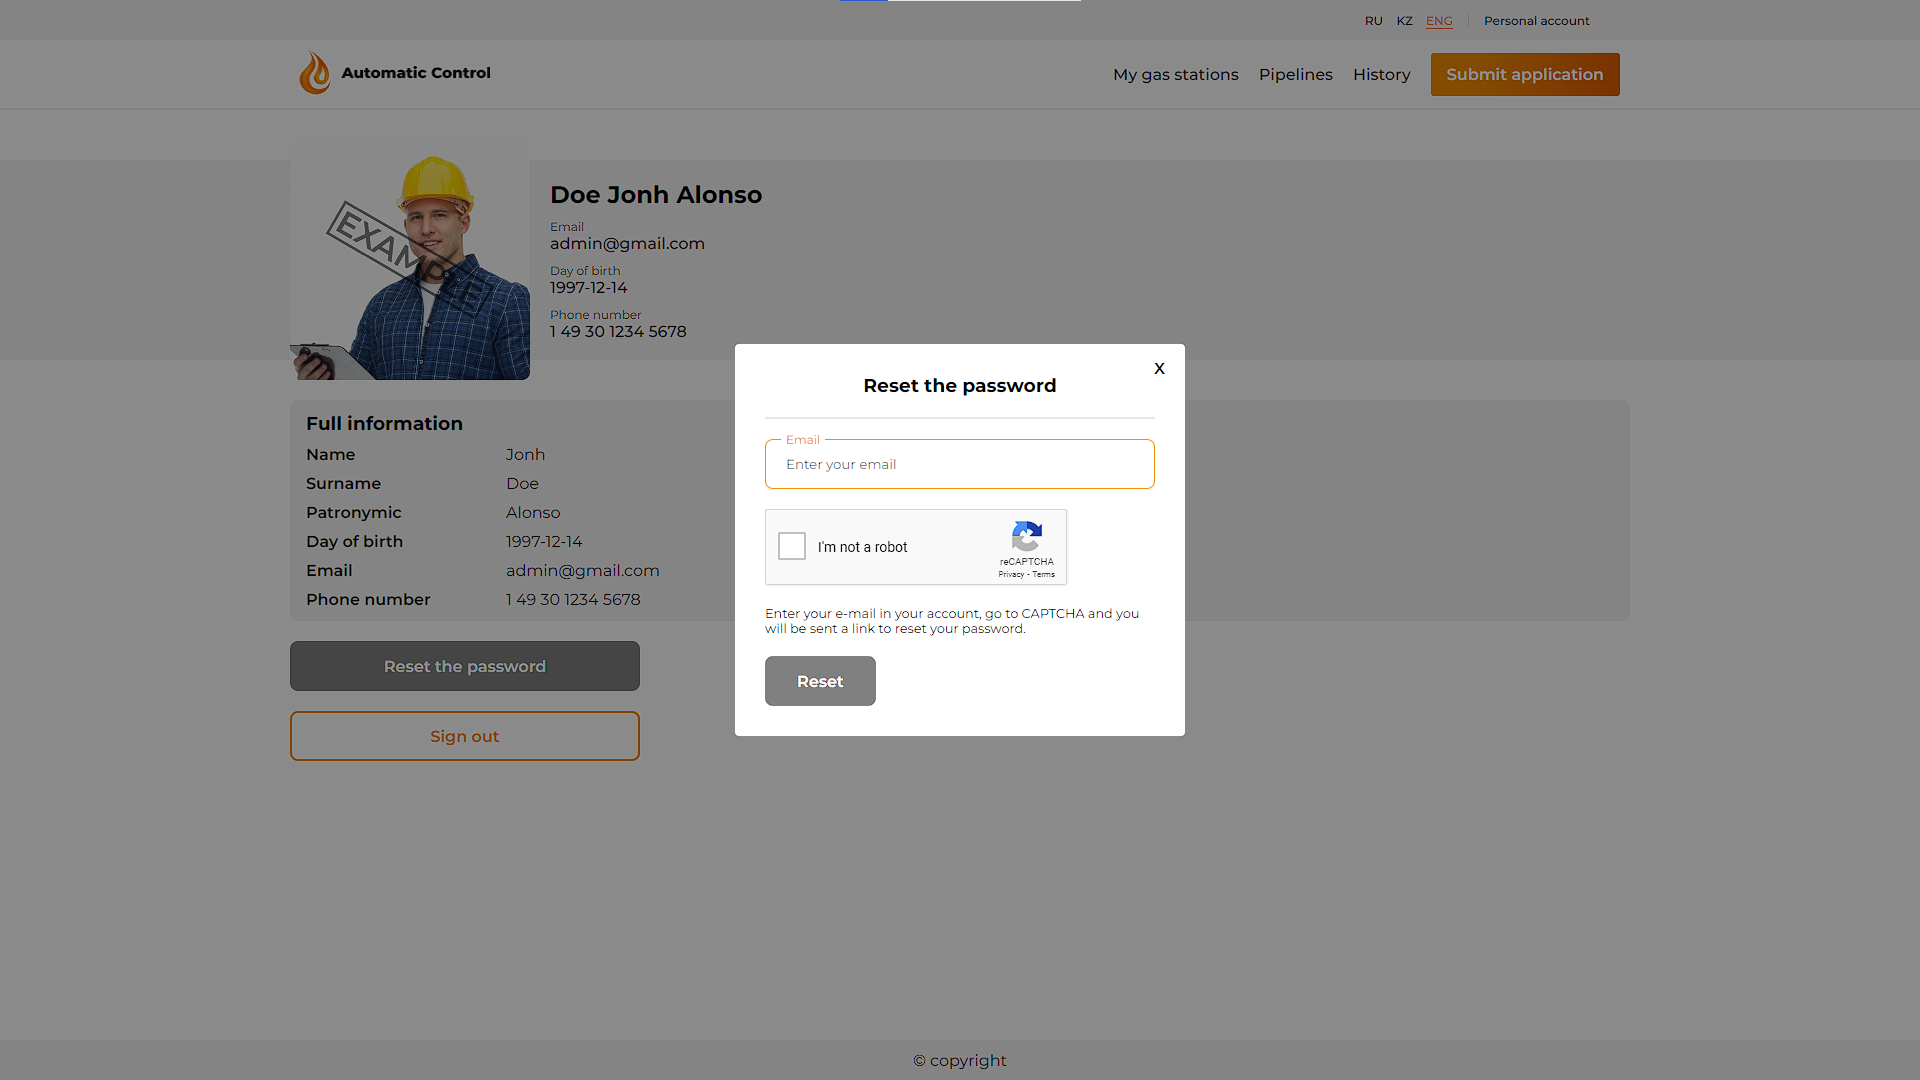 RU KZ ENG Personal account
Automatic Control
My gas stations Pipelines History Submit application
EXAMPLE
Doe Jonh Alonso
Email
admin@gmail.com
Day of birth
1997-12-14
Phone number
1 49 30 1234 5678
Full information
Name Jonh
Surname Doe
Patronymic Alonso
Day of birth 1997-12-14
Email admin@gmail.com
Phone number 1 49 30 1234 5678
Reset the password
Sign out
X
Reset the password
Email
Enter your email
I'm not a robot
reCAPTCHA
Privacy - Terms
Enter your e-mail in your account, go to CAPTCHA and you
will be sent a link to reset your password.
Reset
© copyright